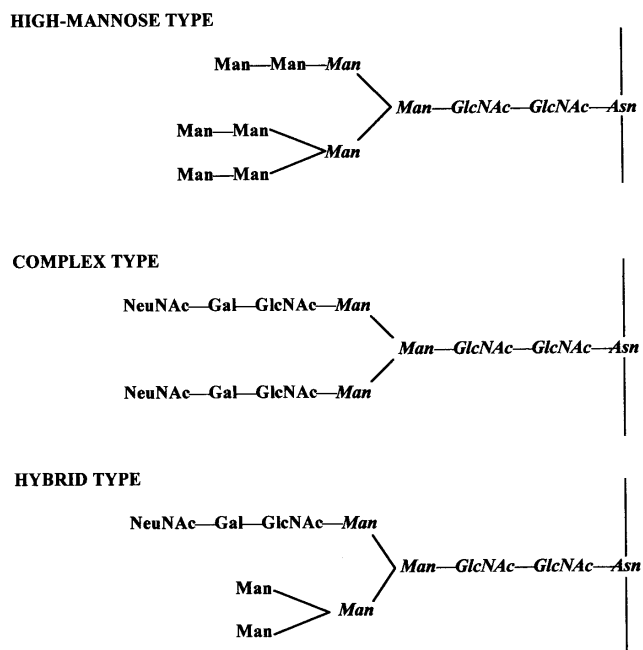 HIGH-MANNOSE TYPE
Man—Man—Man
Man—GlcNAc—GlcNAc—Asn
Man—Man
Man
Man—Man
COMPLEX TYPE
NeuNAc—Gal—GlcNAc—Man
Man—GlcNAc—GlcNAc—Asn
NeuNAc—Gal—GlcNAc—Man
HYBRID TYPE
NeuNAc—Gal—GlcNAc—Man
Man—GlcNAc—GlcNAc—Asn
Man
Man
Man